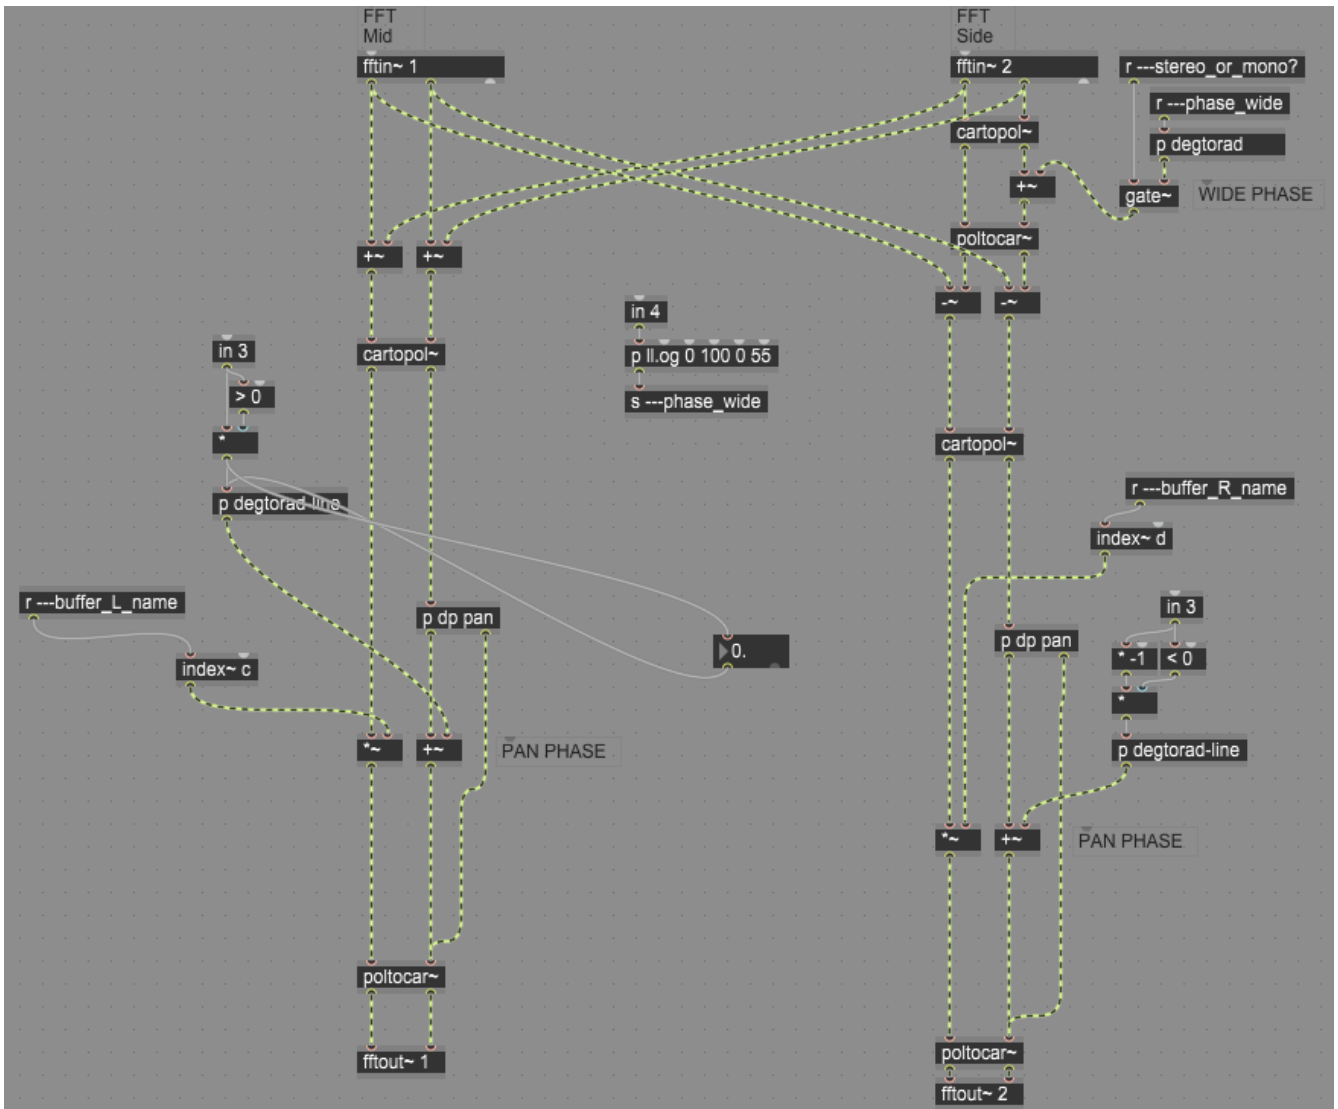 FFT
Mid
fftin~ 1
FFT
Side
fftin~ 2
r ---stereo_or_mono?
r ---phase_wide
p degtorad
cartopol~
+~
gate~
WIDE PHASE
poltocar~
+~
+~
-~
-~
in 4
p ll.og 0 100 0 55
s ---phase_wide
in 3
> 0
*
p degtorad-line
cartopol~
cartopol~
r ---buffer_R_name
index~ d
r ---buffer_L_name
index~ c
p dp pan
0.
in 3
* -1
< 0
*
p degtorad-line
p dp pan
*~
+~
PAN PHASE
*~
+~
PAN PHASE
poltocar~
fftout~ 1
poltocar~
fftout~ 2